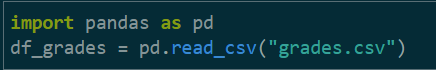 import pandas as pd
df_grades = pd.read_csv("grades.csv")